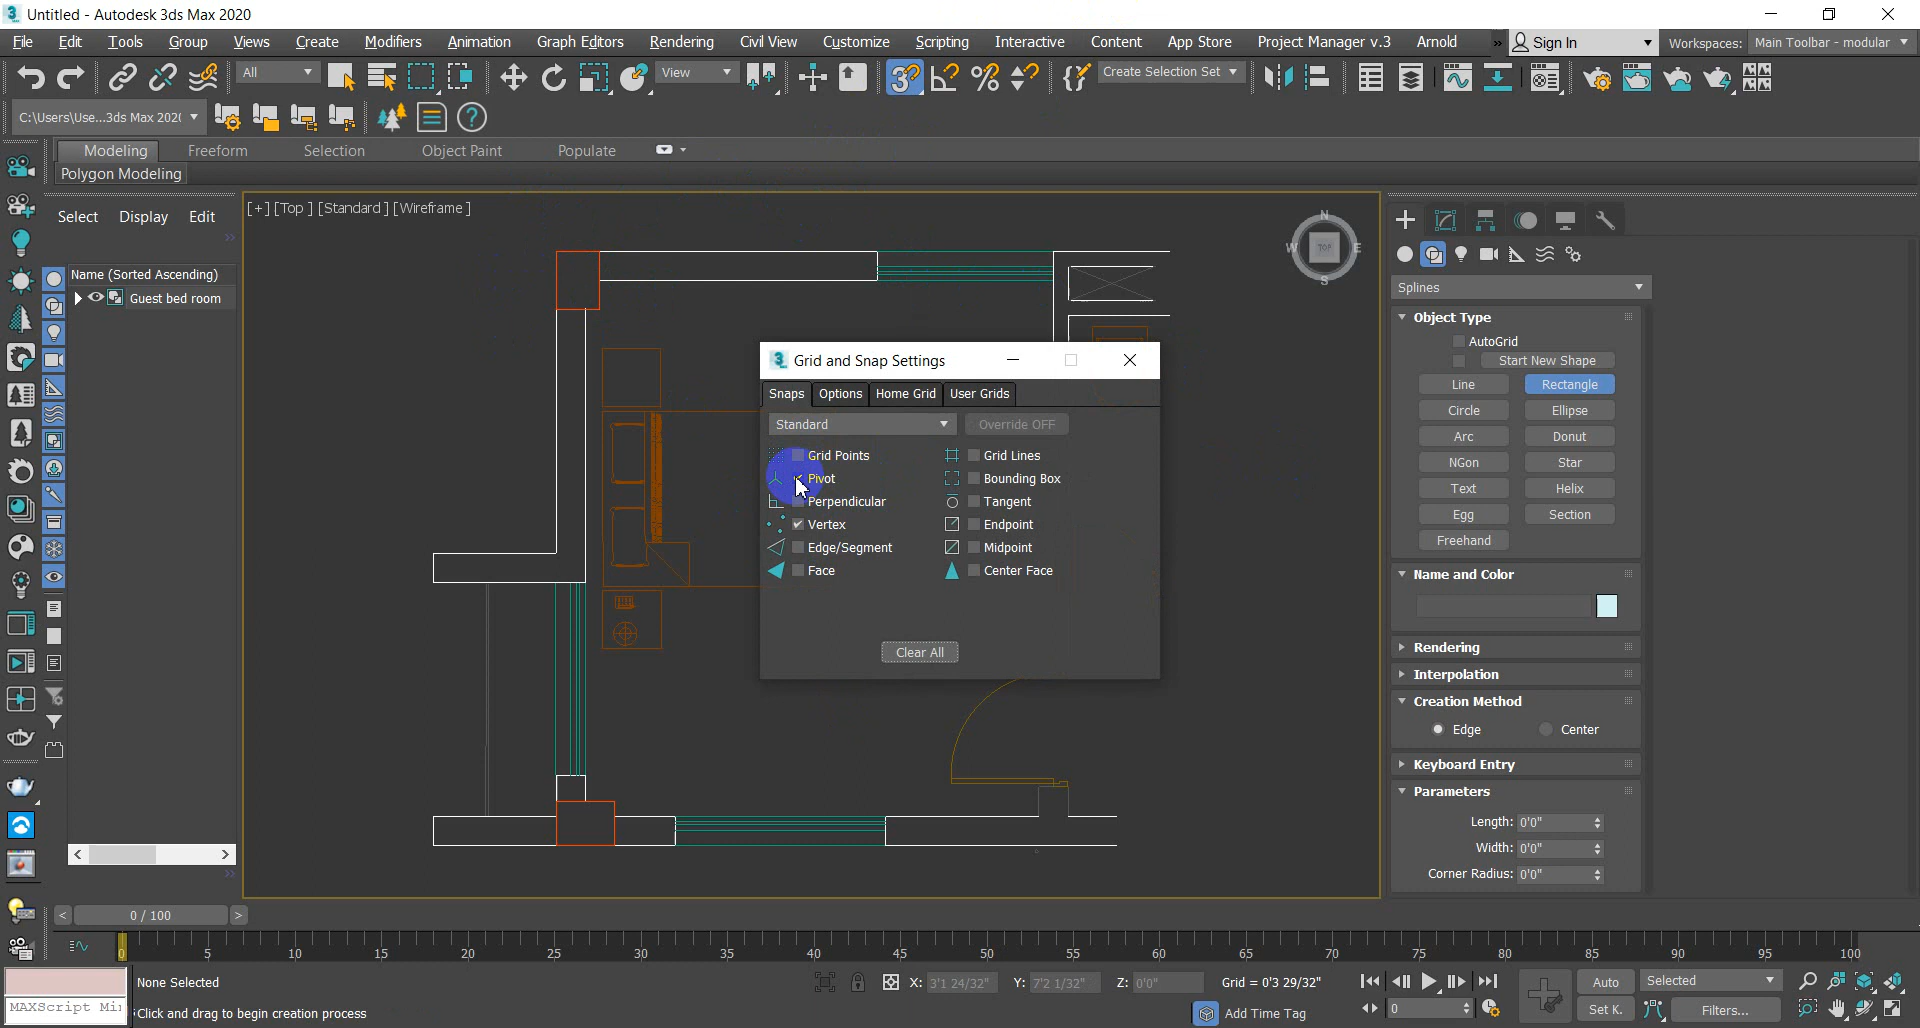 Untitled - Autodesk 3ds Max 2020
File Edit Tools Group Views Create Modifiers Animation Graph Editors Rendering Civil View Customize Scripting Interactive Content App Store Project Manager v.3 Arnold » Sign In Workspaces: Main Toolbar - modular
All View Create Selection Set
C:\Users\Use...3ds Max 202
Modeling Freeform Selection Object Paint Populate
Polygon Modeling
Select Display Edit
[+] [Top ] [Standard ] [Wireframe ]
N
W TOP E
S
Name (Sorted Ascending)
Guest bed room
Splines
Object Type
AutoGrid
Start New Shape
Line Rectangle
Circle Ellipse
Arc Donut
NGon Star
Text Helix
Egg Section
Freehand
Name and Color
Rendering
Interpolation
Creation Method
Edge Center
Keyboard Entry
Parameters
Length: 0'0"
Width: 0'0"
Corner Radius: 0'0"
Grid and Snap Settings
Snaps Options Home Grid User Grids
Standard Override OFF
Grid Points Grid Lines
Pivot Bounding Box
Perpendicular Tangent
Vertex Endpoint
Edge/Segment Midpoint
Face Center Face
Clear All
< 0 / 100 >
0 5 10 15 20 25 30 35 40 45 50 55 60 65 70 75 80 85 90 95 100
None Selected X: 3'1 24/32" Y: 7'2 1/32" Z: 0'0" Grid = 0'3 29/32" Auto Selected
MAXScript Mi Click and drag to begin creation process Add Time Tag 0 Set K. Filters...